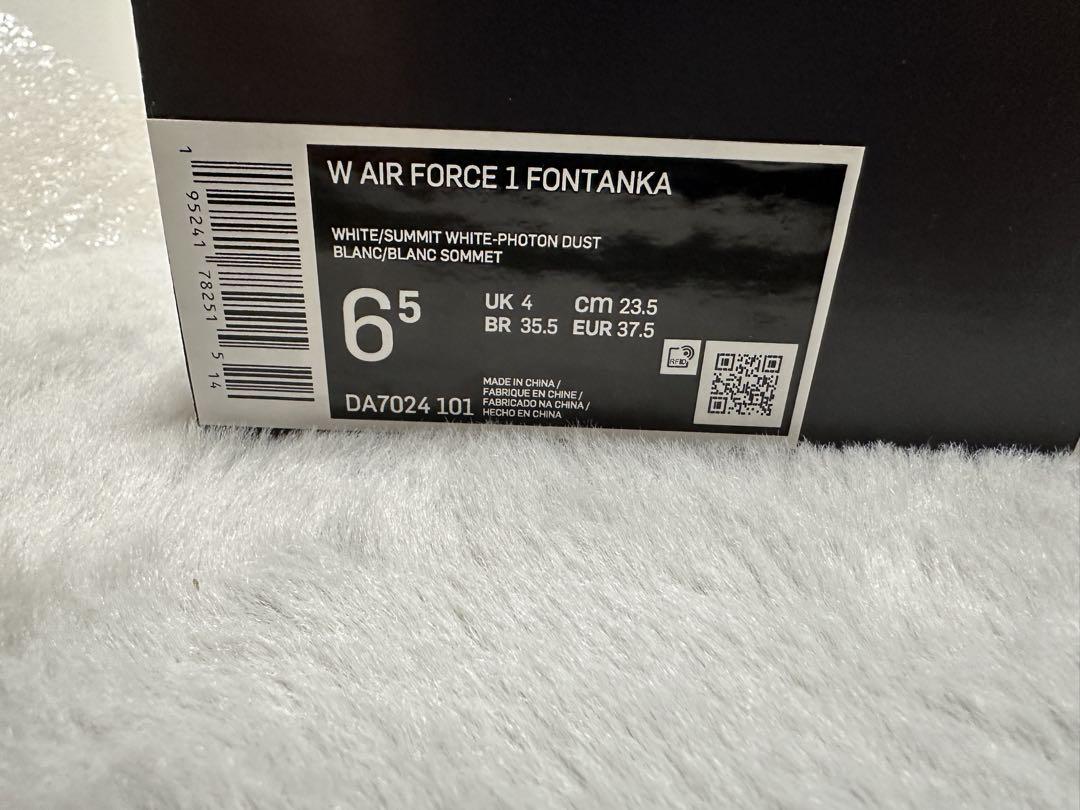 W AIR FORCE 1 FONTANKA
WHITE/SUMMIT WHITE-PHOTON DUST
BLANC/BLANC SOMMET
6⁵
UK 4 cm 23.5
BR 35.5 EUR 37.5
RFID
DA7024 101
MADE IN CHINA /
FABRIQUE EN CHINE /
FABRICADO NA CHINA /
HECHO EN CHINA
1 95241 78251 5 14